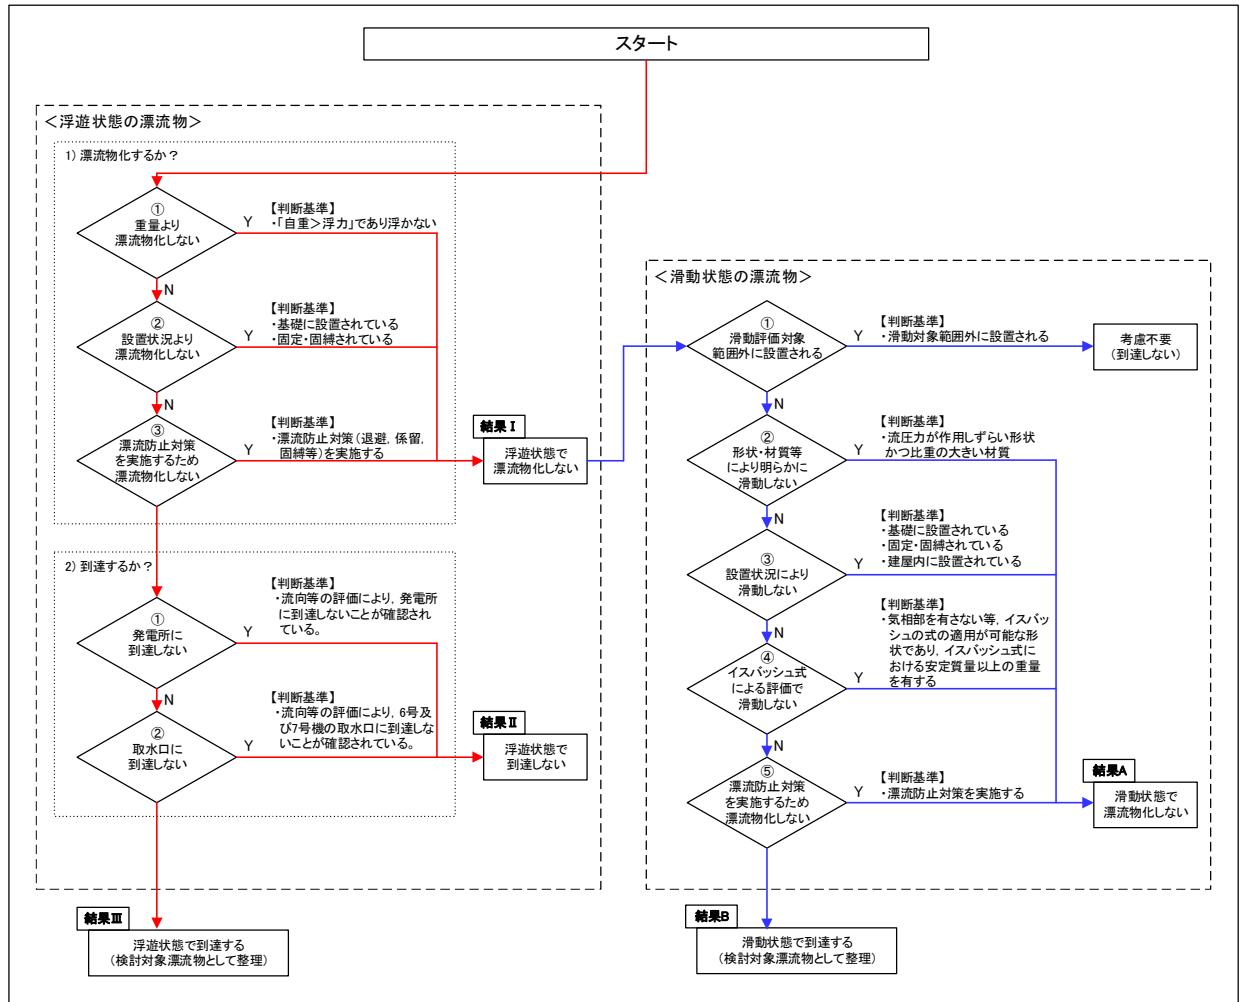 スタート
＜浮遊状態の漂流物＞
1) 漂流物化するか？
①
重量より
漂流物化しない
Y
【判断基準】
・「自重＞浮力」であり浮かない
N
②
設置状況より
漂流物化しない
Y
【判断基準】
・基礎に設置されている
・固定・固縛されている
N
③
漂流防止対策
を実施するため
漂流物化しない
Y
【判断基準】
・漂流防止対策（退避，係留，
固縛等）を実施する
結果Ⅰ
浮遊状態で
漂流物化しない
2) 到達するか？
①
発電所に
到達しない
Y
【判断基準】
・流向等の評価により，発電所
に到達しないことが確認され
ている。
N
②
取水口に
到達しない
Y
【判断基準】
・流向等の評価により，6号及
び7号機の取水口に到達しな
いことが確認されている。
結果Ⅱ
浮遊状態で
到達しない
結果Ⅲ
浮遊状態で到達する
（検討対象漂流物として整理）
＜滑動状態の漂流物＞
①
滑動評価対象
範囲外に設置される
Y
【判断基準】
・滑動対象範囲外に設置される
考慮不要
（到達しない）
N
②
形状・材質等
により明らかに
滑動しない
Y
【判断基準】
・流圧力が作用しずらい形状
かつ比重の大きい材質
N
③
設置状況により
滑動しない
Y
【判断基準】
・基礎に設置されている
・固定・固縛されている
・建屋内に設置されている
N
④
イスバッシュ式
による評価で
滑動しない
Y
【判断基準】
・気相部を有さない等，イスバッ
シュの式の適用が可能な形
状であり，イスバッシュ式に
おける安定質量以上の重量
を有する
N
⑤
漂流防止対策
を実施するため
漂流物化しない
Y
【判断基準】
・漂流防止対策を実施する
結果A
滑動状態で
漂流物化しない
結果B
滑動状態で到達する
（検討対象漂流物として整理）